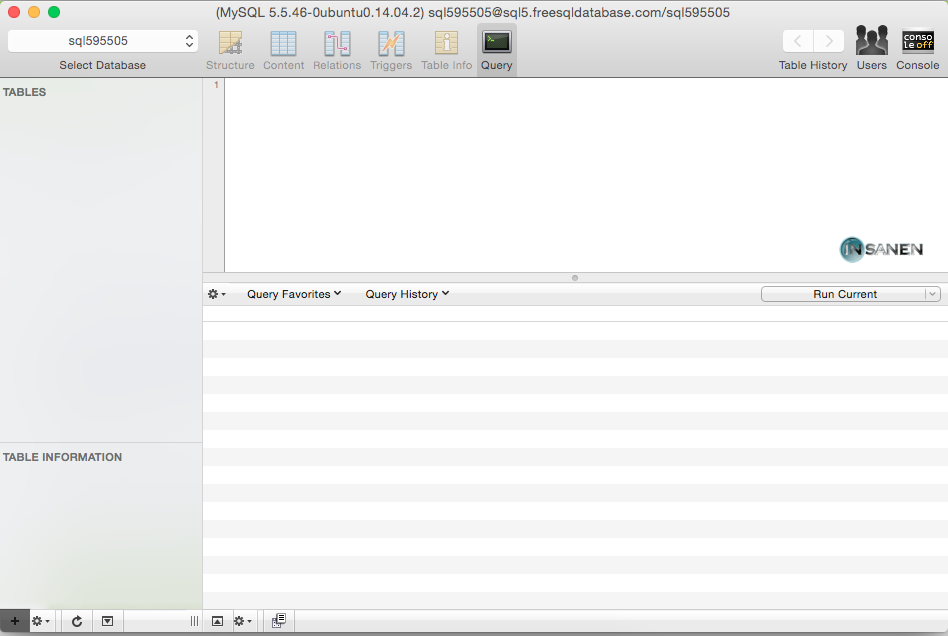 (MySQL 5.5.46-0ubuntu0.14.04.2) sql595505@sql5.freesqldatabase.com/sql595505
sql595505
Select Database
Structure
Content
Relations
Triggers
Table Info
Query
Table History
Users
conso
le off
Console
TABLES
1
INSANEN
Query Favorites
Query History
Run Current
TABLE INFORMATION